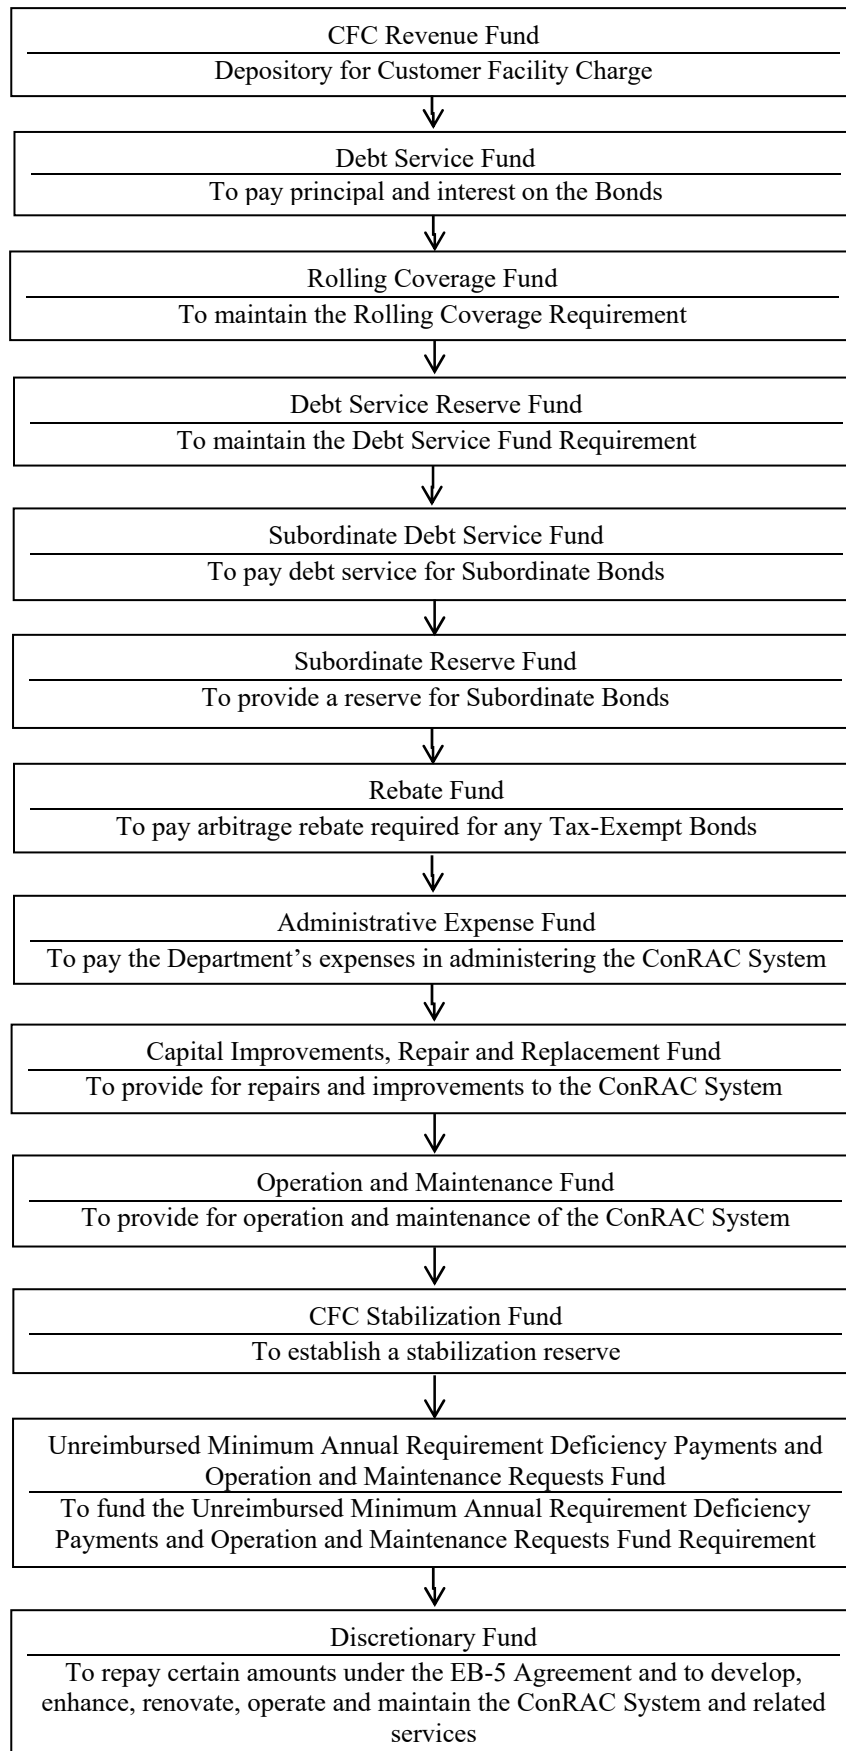 CFC Revenue Fund
Depository for Customer Facility Charge
Debt Service Fund
To pay principal and interest on the Bonds
Rolling Coverage Fund
To maintain the Rolling Coverage Requirement
Debt Service Reserve Fund
To maintain the Debt Service Fund Requirement
Subordinate Debt Service Fund
To pay debt service for Subordinate Bonds
Subordinate Reserve Fund
To provide a reserve for Subordinate Bonds
Rebate Fund
To pay arbitrage rebate required for any Tax-Exempt Bonds
Administrative Expense Fund
To pay the Department’s expenses in administering the ConRAC System
Capital Improvements, Repair and Replacement Fund
To provide for repairs and improvements to the ConRAC System
Operation and Maintenance Fund
To provide for operation and maintenance of the ConRAC System
CFC Stabilization Fund
To establish a stabilization reserve
Unreimbursed Minimum Annual Requirement Deficiency Payments and
Operation and Maintenance Requests Fund
To fund the Unreimbursed Minimum Annual Requirement Deficiency
Payments and Operation and Maintenance Requests Fund Requirement
Discretionary Fund
To repay certain amounts under the EB-5 Agreement and to develop,
enhance, renovate, operate and maintain the ConRAC System and related
services